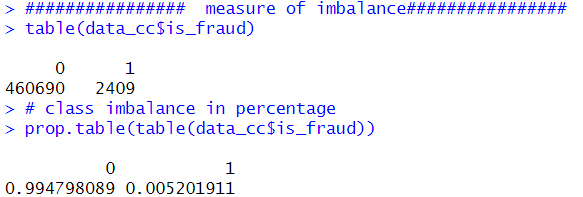 > ################ measure of imbalance################
> table(data_cc$is_fraud)
0 1
460690 2409
> # class imbalance in percentage
> prop.table(table(data_cc$is_fraud))
0 1
0.994798089 0.005201911